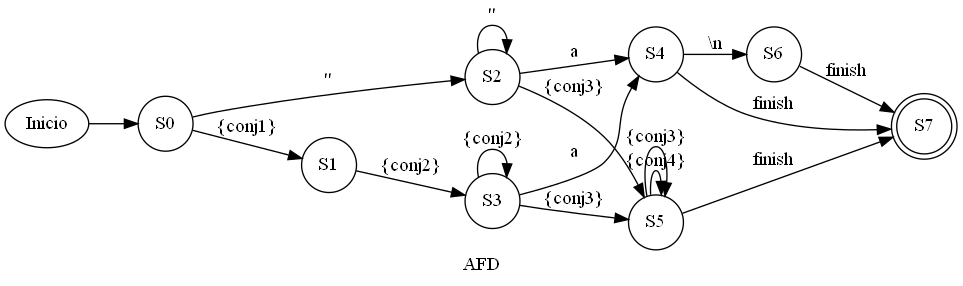 Inicio
S0
"
{conj1}
S1
{conj2}
"
S2
{conj2}
S3
a
{conj3}
a
{conj3}
S4
{conj3}
{conj4}
S5
\n
S6
finish
finish
finish
S7
AFD